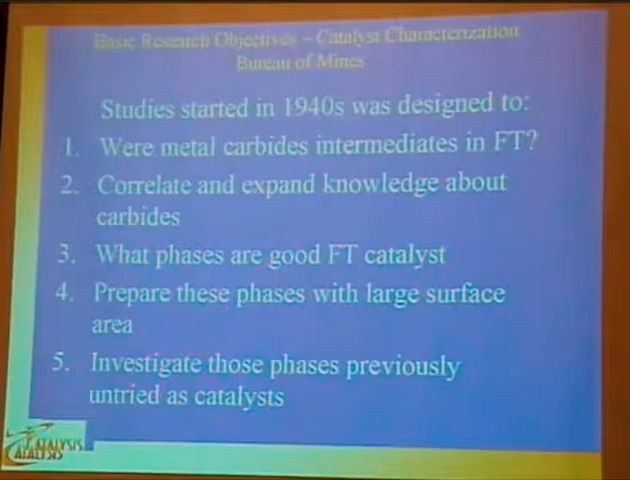 Basic Research Objectives – Catalyst Characterization
Bureau of Mines
Studies started in 1940s was designed to:
1. Were metal carbides intermediates in FT?
2. Correlate and expand knowledge about
carbides
3. What phases are good FT catalyst
4. Prepare these phases with large surface
area
5. Investigate those phases previously
untried as catalysts
CATALYSIS
CATALYSIS